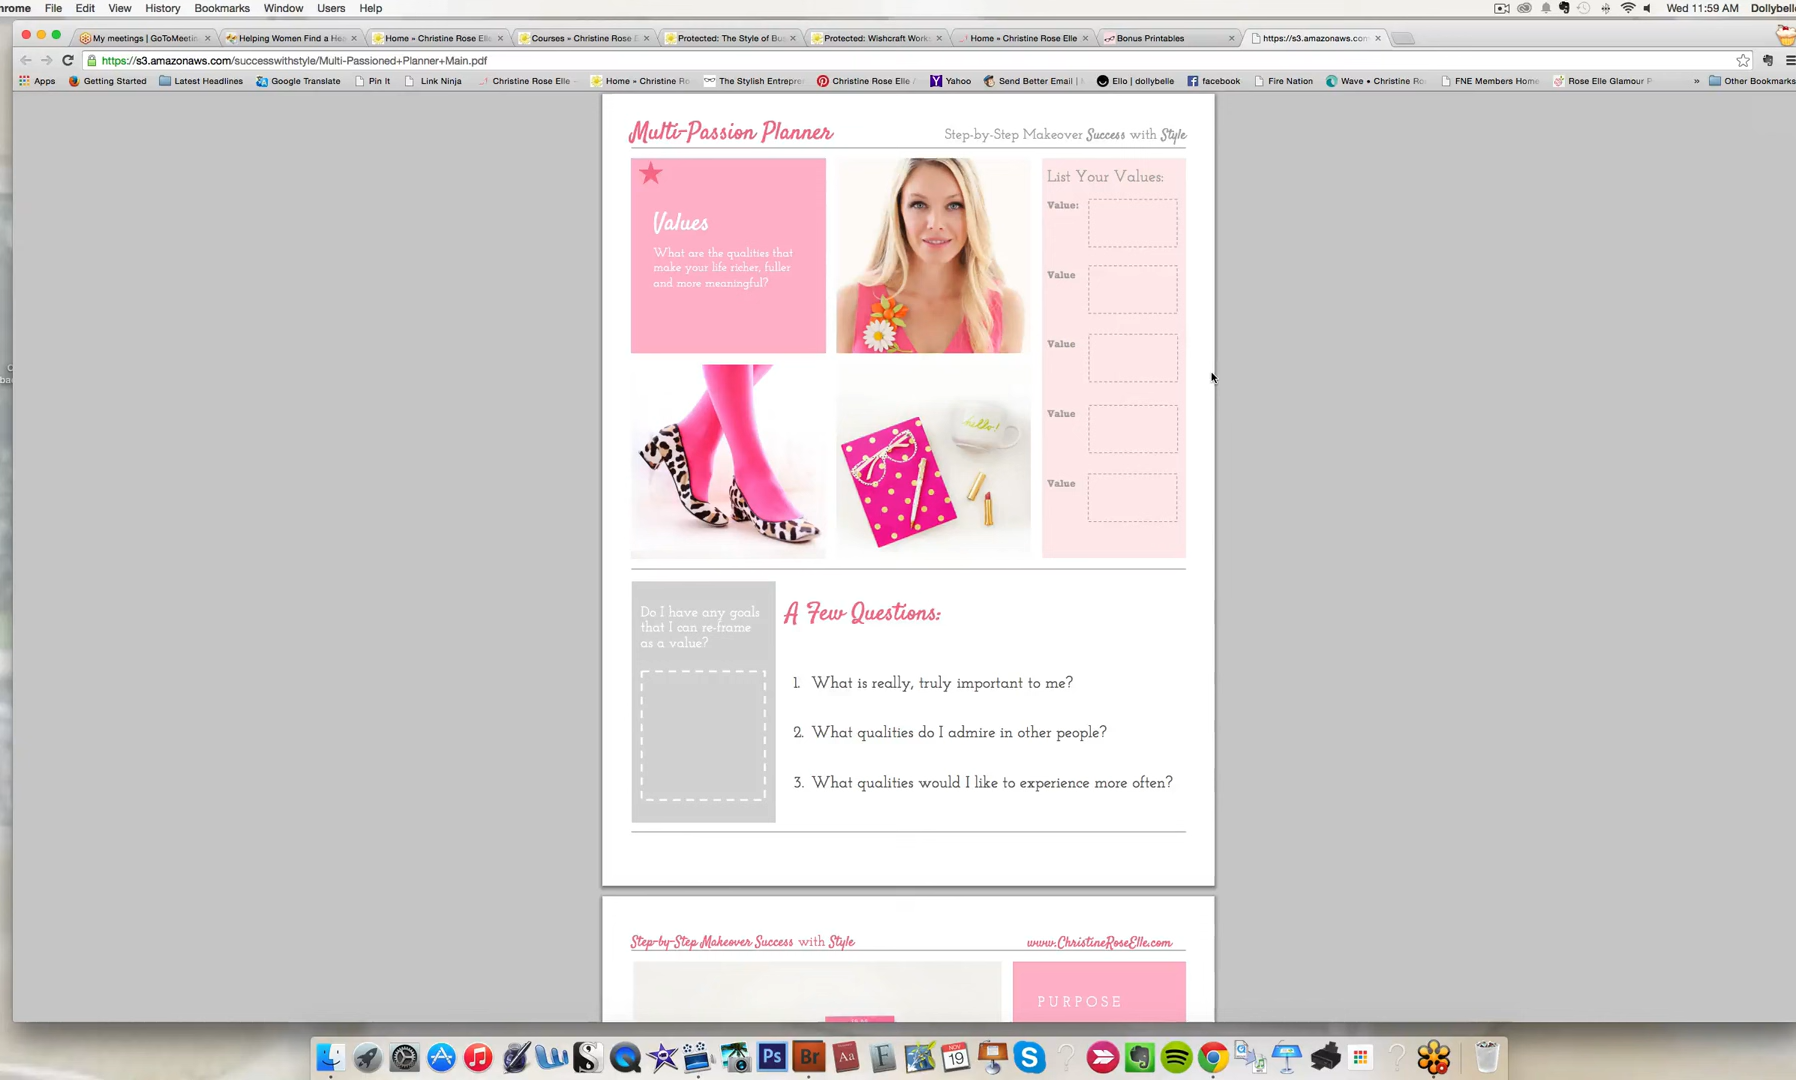 hrome File Edit View History Bookmarks Window Users Help
Wed 11:59 AM Dollybelle
My meetings | GoToMeetin
Helping Women Find a He
Home » Christine Rose Elle
Courses » Christine Rose
Protected: The Style of Bu
Protected: Wishcraft Work
Home » Christine Rose Elle
Bonus Printables
https://s3.amazonaws.com
https://s3.amazonaws.com/successwithstyle/Multi-Passioned+Planner+Main.pdf
Apps
Getting Started
Latest Headlines
Google Translate
Pin It
Link Ninja
Christine Rose Elle
Home » Christine Ro
The Stylish Entrepre
Christine Rose Elle
Yahoo
Send Better Email |
Ello | dollybelle
facebook
Fire Nation
Wave • Christine Ro
FNE Members Home
Rose Elle Glamour P
»
Other Bookmarks
Multi-Passion Planner
Step-by-Step Makeover Success with Style
Values
What are the qualities that
make your life richer, fuller
and more meaningful?
hello!
List Your Values:
Value:
Value
Value
Value
Value
Do I have any goals
that I can re-frame
as a value?
A Few Questions:
1. What is really, truly important to me?
2. What qualities do I admire in other people?
3. What qualities would I like to experience more often?
Step-by-Step Makeover Success with Style
www.ChristineRoseElle.com
PURPOSE
Ps
Br
Aa
F
NOV
19